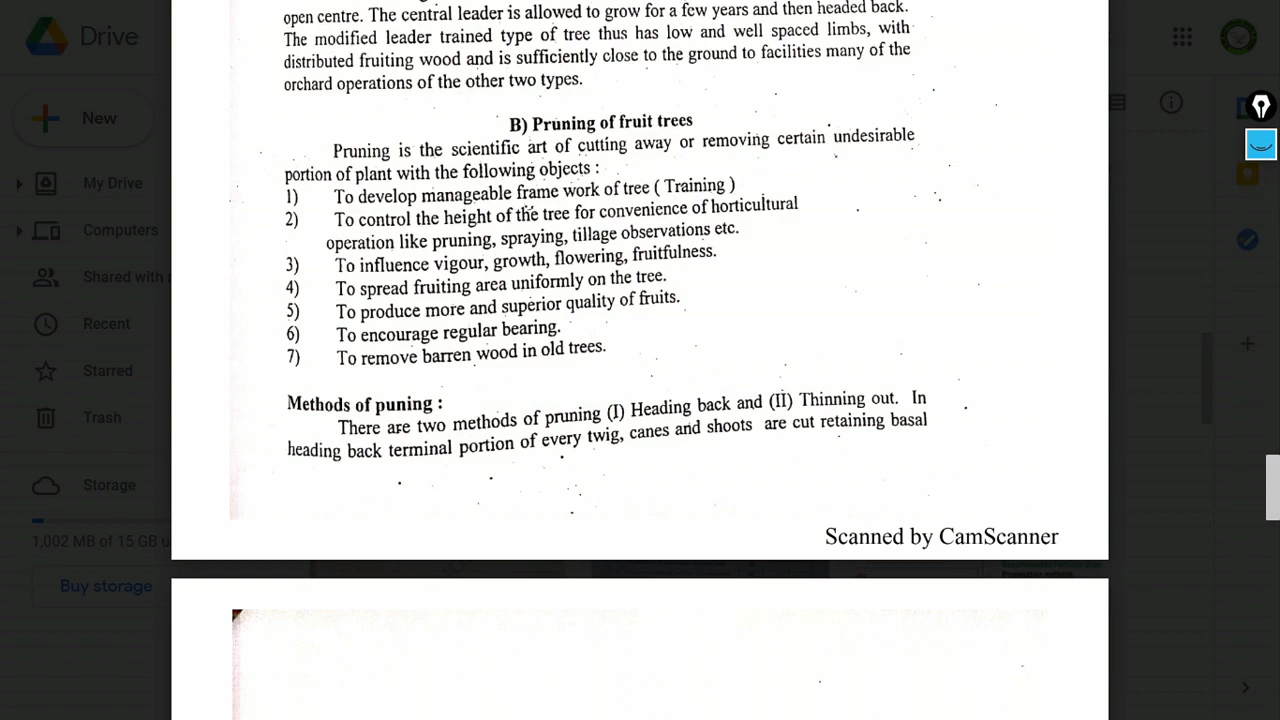 open centre. The central leader is allowed to grow for a few years and then headed back.
Drive
The modified leader trained type of tree thus has low and well spaced limbs, with
distributed fruiting wood and is sufficiently close to the ground to facilities many of the
orchard operations of the other two types.
New
B) Pruning of fruit trees
Pruning is the scientific art of cutting away or removing certain undesirable
portion of plant with the following objects :
1) To develop manageable frame work of tree ( Training )
2) To control the height of the tree for convenience of horticultural
operation like pruning, spraying, tillage observations etc.
3) To influence vigour, growth, flowering, fruitfulness.
4) To spread fruiting area uniformly on the tree.
5) To produce more and superior quality of fruits.
6) To encourage regular bearing.
7) To remove barren wood in old trees.
My Drive
Computers
Shared with
Recent
Starred
Trash
Storage
1,002 MB of 15 GB u
Buy storage
Methods of puning :
There are two methods of pruning (I) Heading back and (II) Thinning out. In
heading back terminal portion of every twig, canes and shoots are cut retaining basal
Scanned by CamScanner